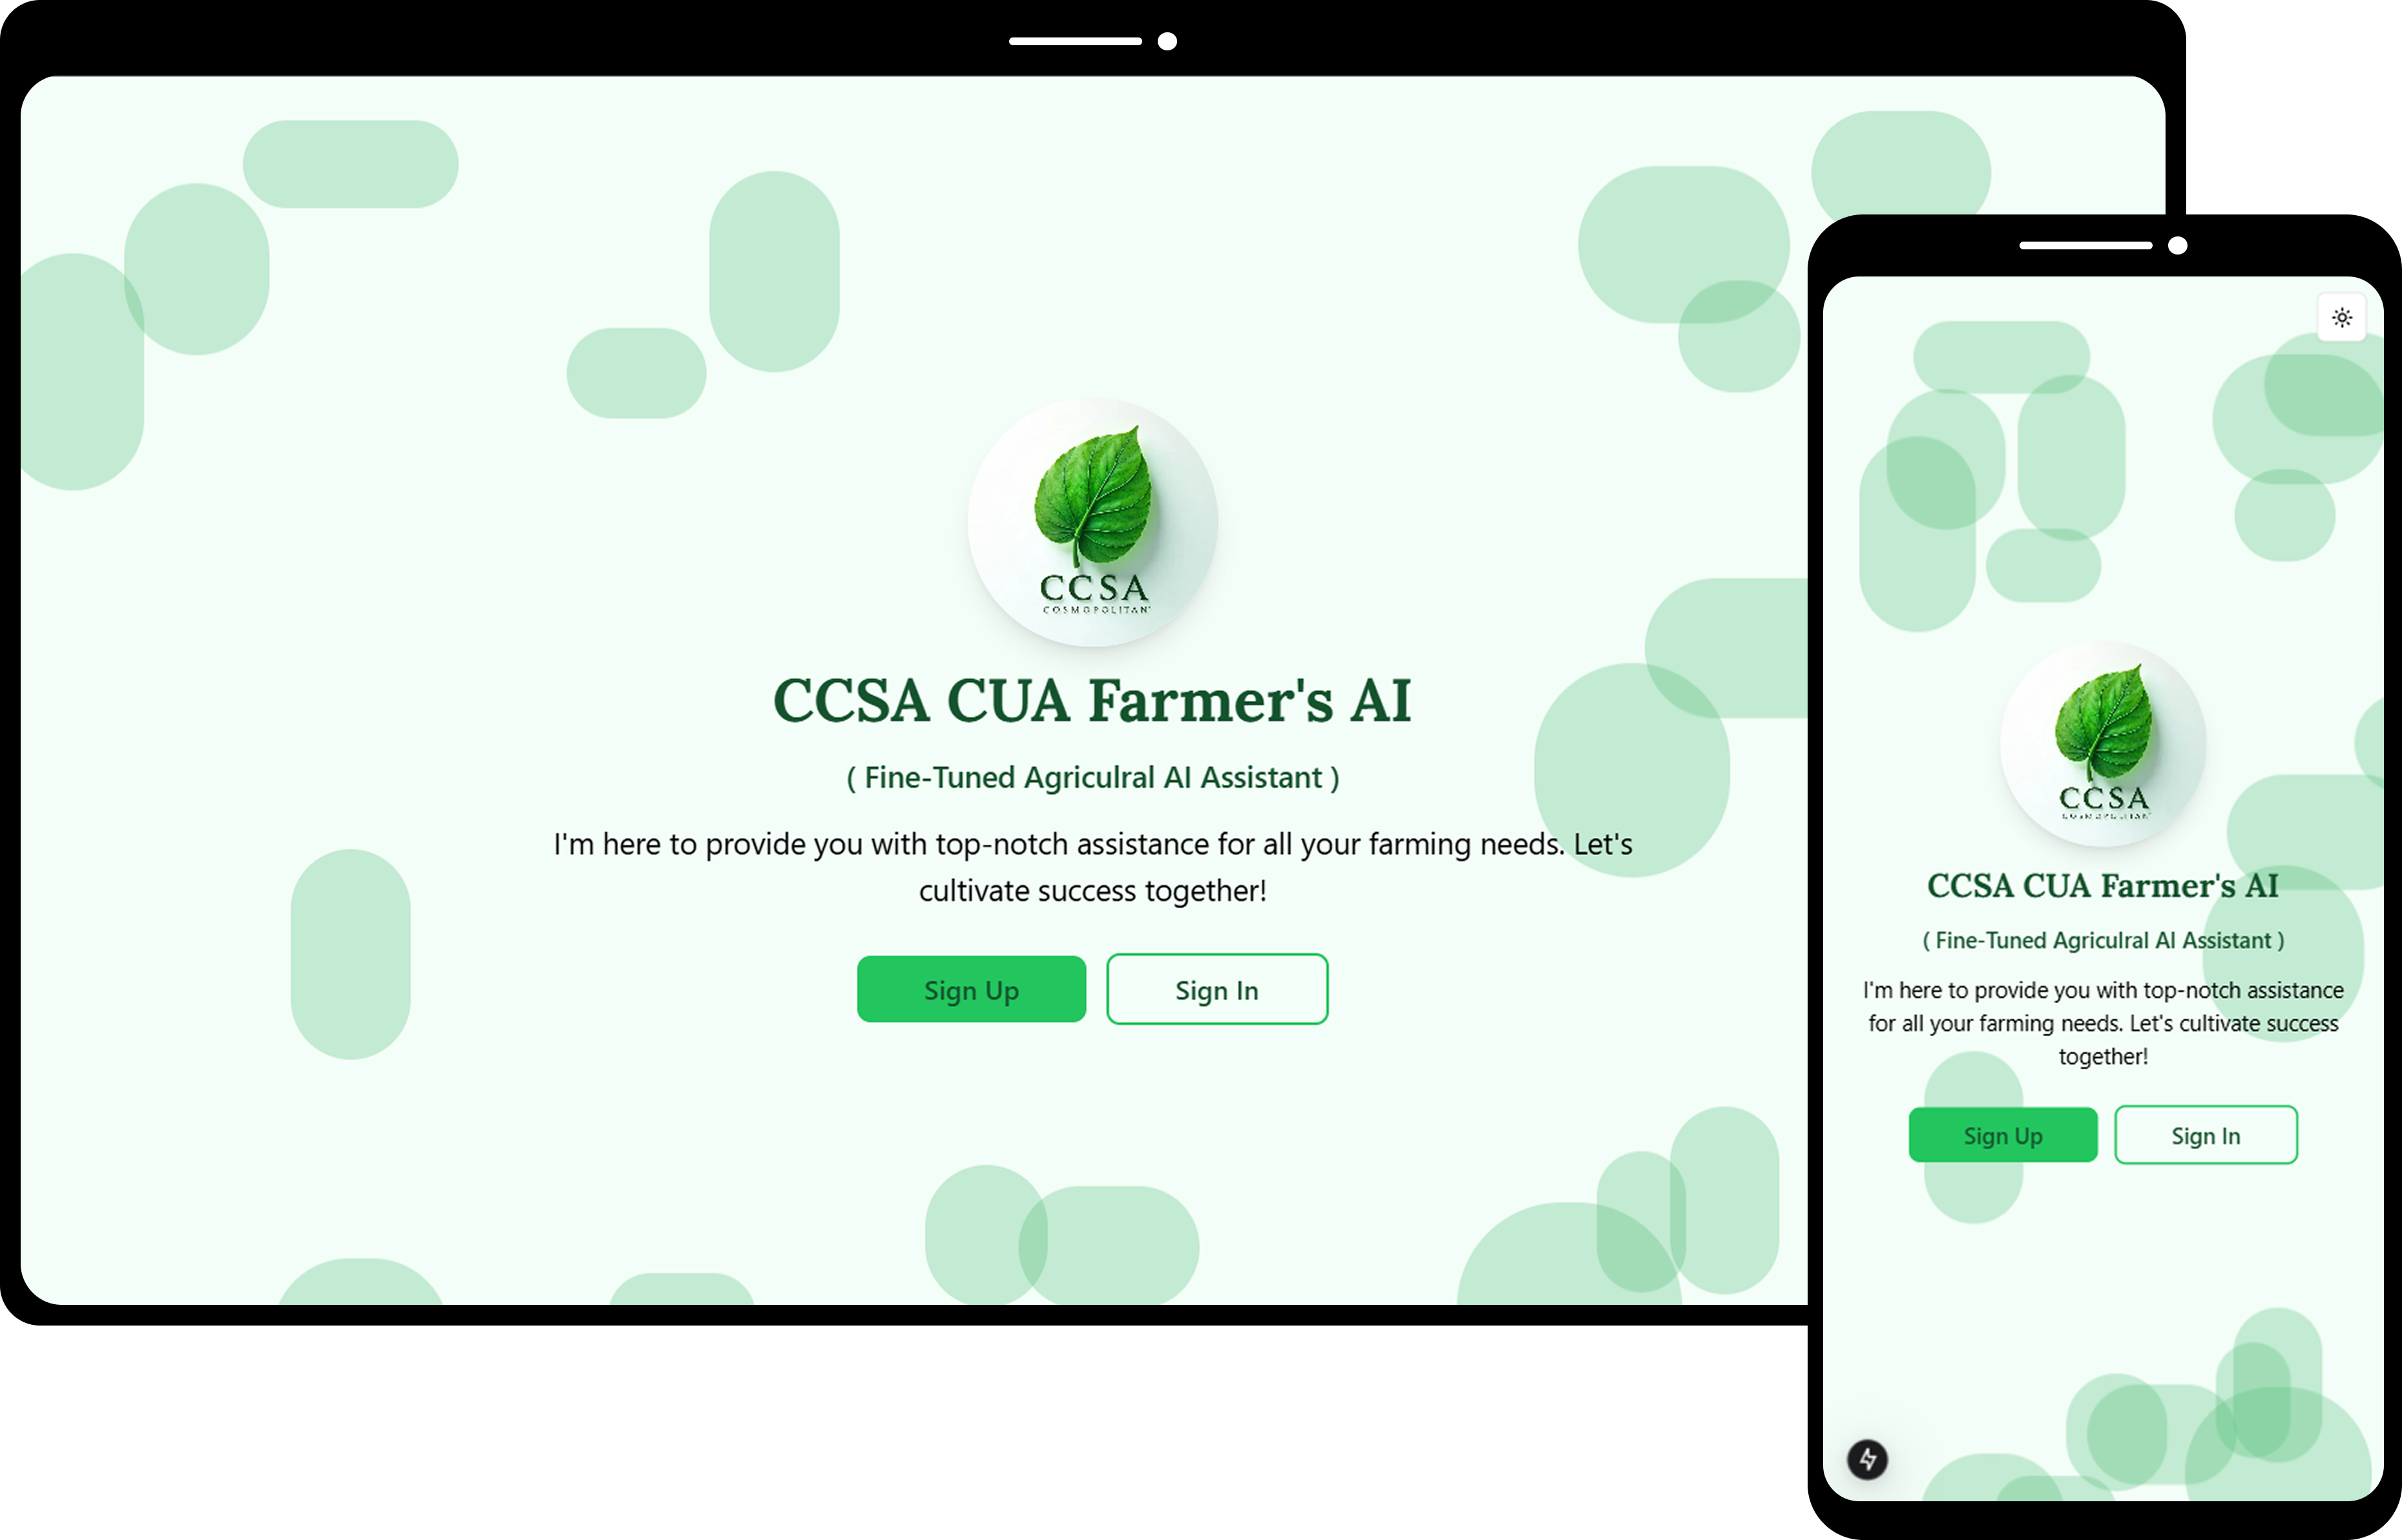 CCSA
COSMOPOLITAN
CCSA CUA Farmer's AI
( Fine-Tuned Agriculral AI Assistant )
I'm here to provide you with top-notch assistance for all your farming needs. Let's
cultivate success together!
Sign Up
Sign In
CCSA
COSMOPOLITAN
CCSA CUA Farmer's AI
( Fine-Tuned Agriculral AI Assistant )
I'm here to provide you with top-notch assistance
for all your farming needs. Let's cultivate success
together!
Sign Up
Sign In